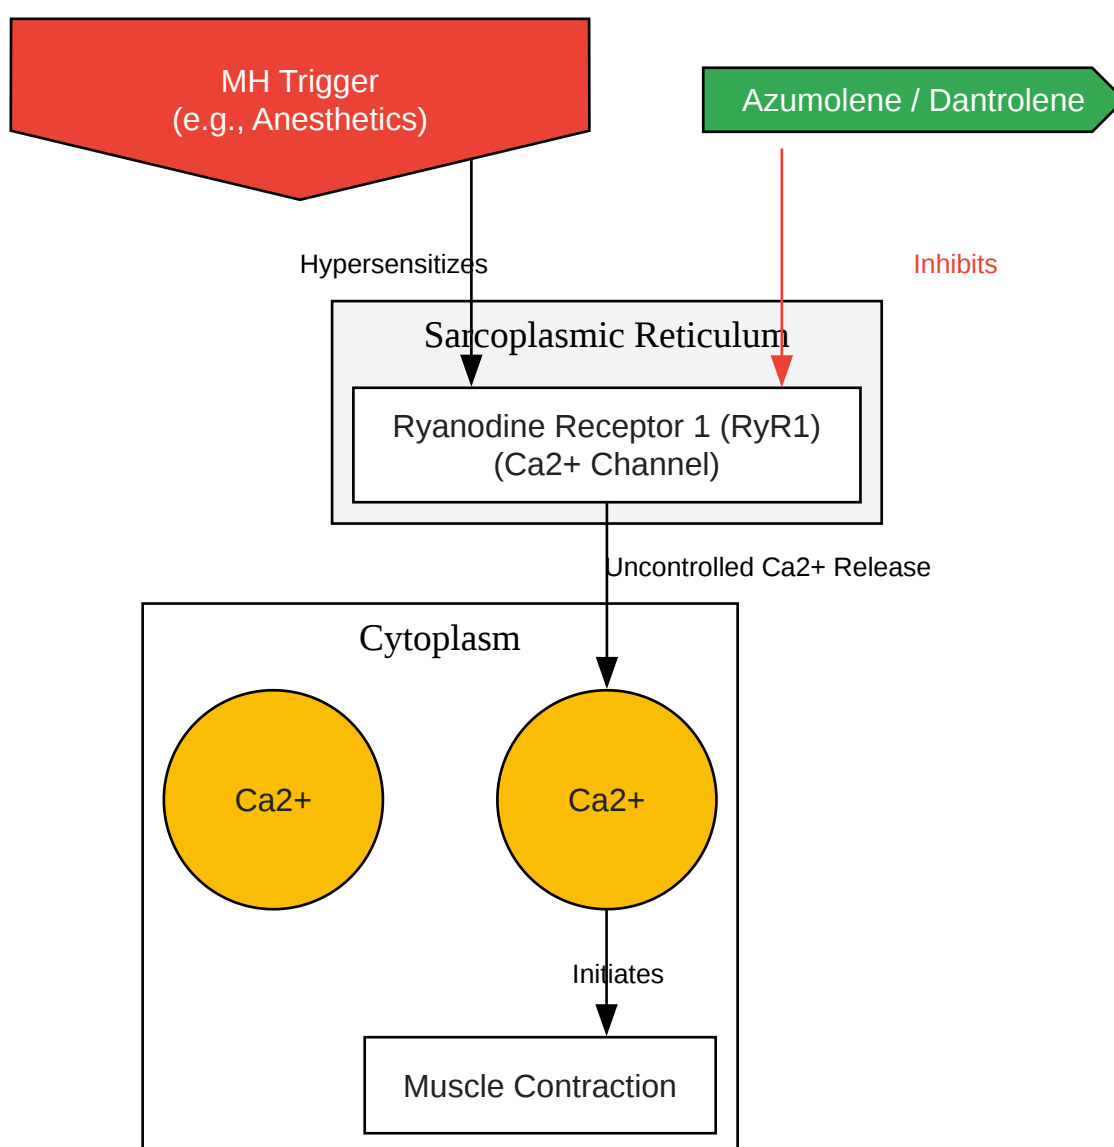 MH Trigger
(e.g., Anesthetics)
Azumolene / Dantrolene
Hypersensitizes
Inhibits
Sarcoplasmic Reticulum
Ryanodine Receptor 1 (RyR1)
(Ca2+ Channel)
Uncontrolled Ca2+ Release
Cytoplasm
Ca2+
Ca2+
Initiates
Muscle Contraction